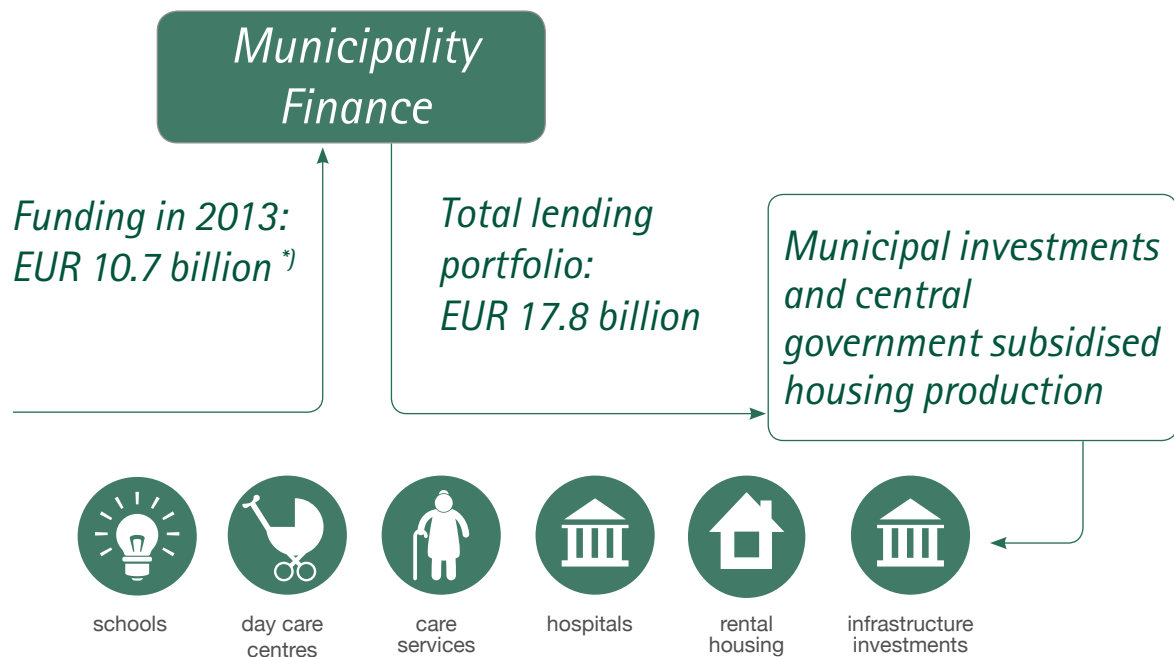 Municipality
Finance
Funding in 2013:
EUR 10.7 billion *)
Total lending
portfolio:
EUR 17.8 billion
Municipal investments
and central
government subsidised
housing production
schools
day care
centres
care
services
hospitals
rental
housing
infrastructure
investments